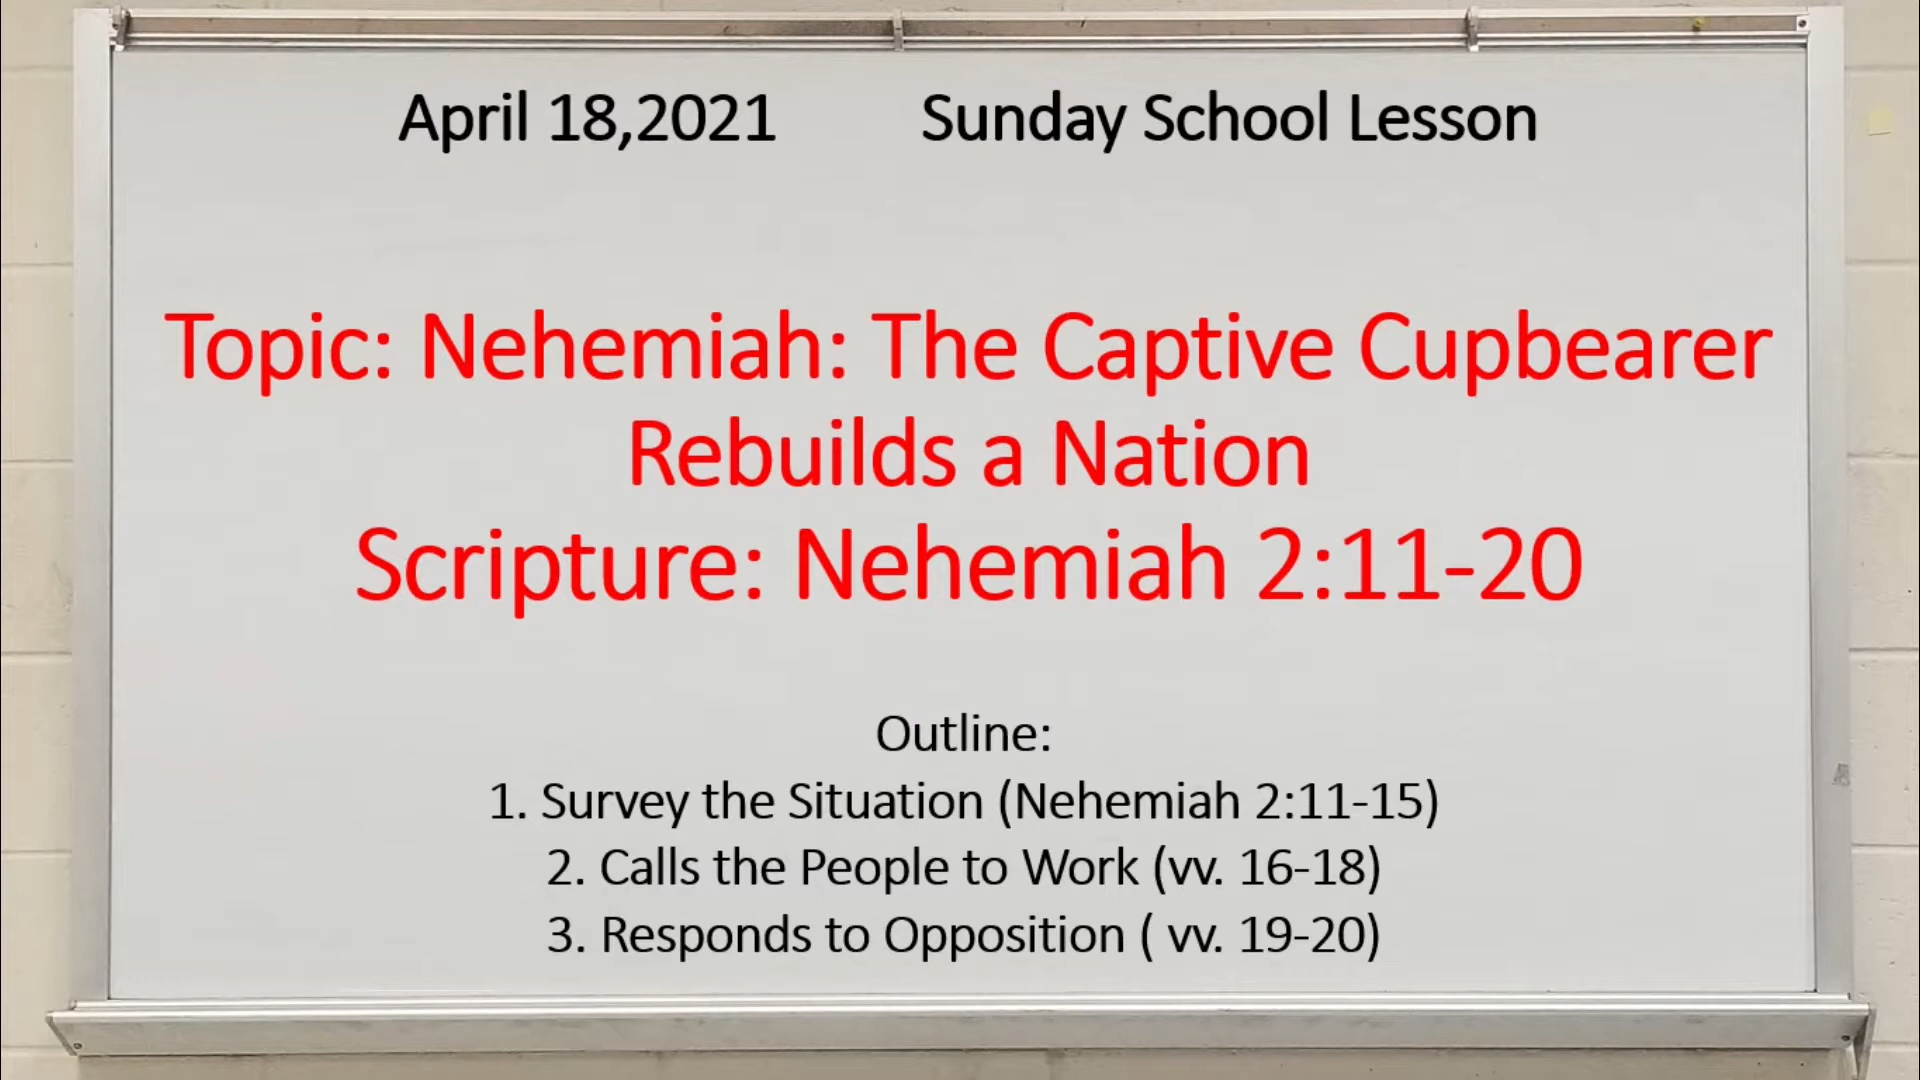 April 18,2021 Sunday School Lesson
Topic: Nehemiah: The Captive Cupbearer
Rebuilds a Nation
Scripture: Nehemiah 2:11-20
Outline:
1. Survey the Situation (Nehemiah 2:11-15)
2. Calls the People to Work (vv. 16-18)
3. Responds to Opposition ( vv. 19-20)